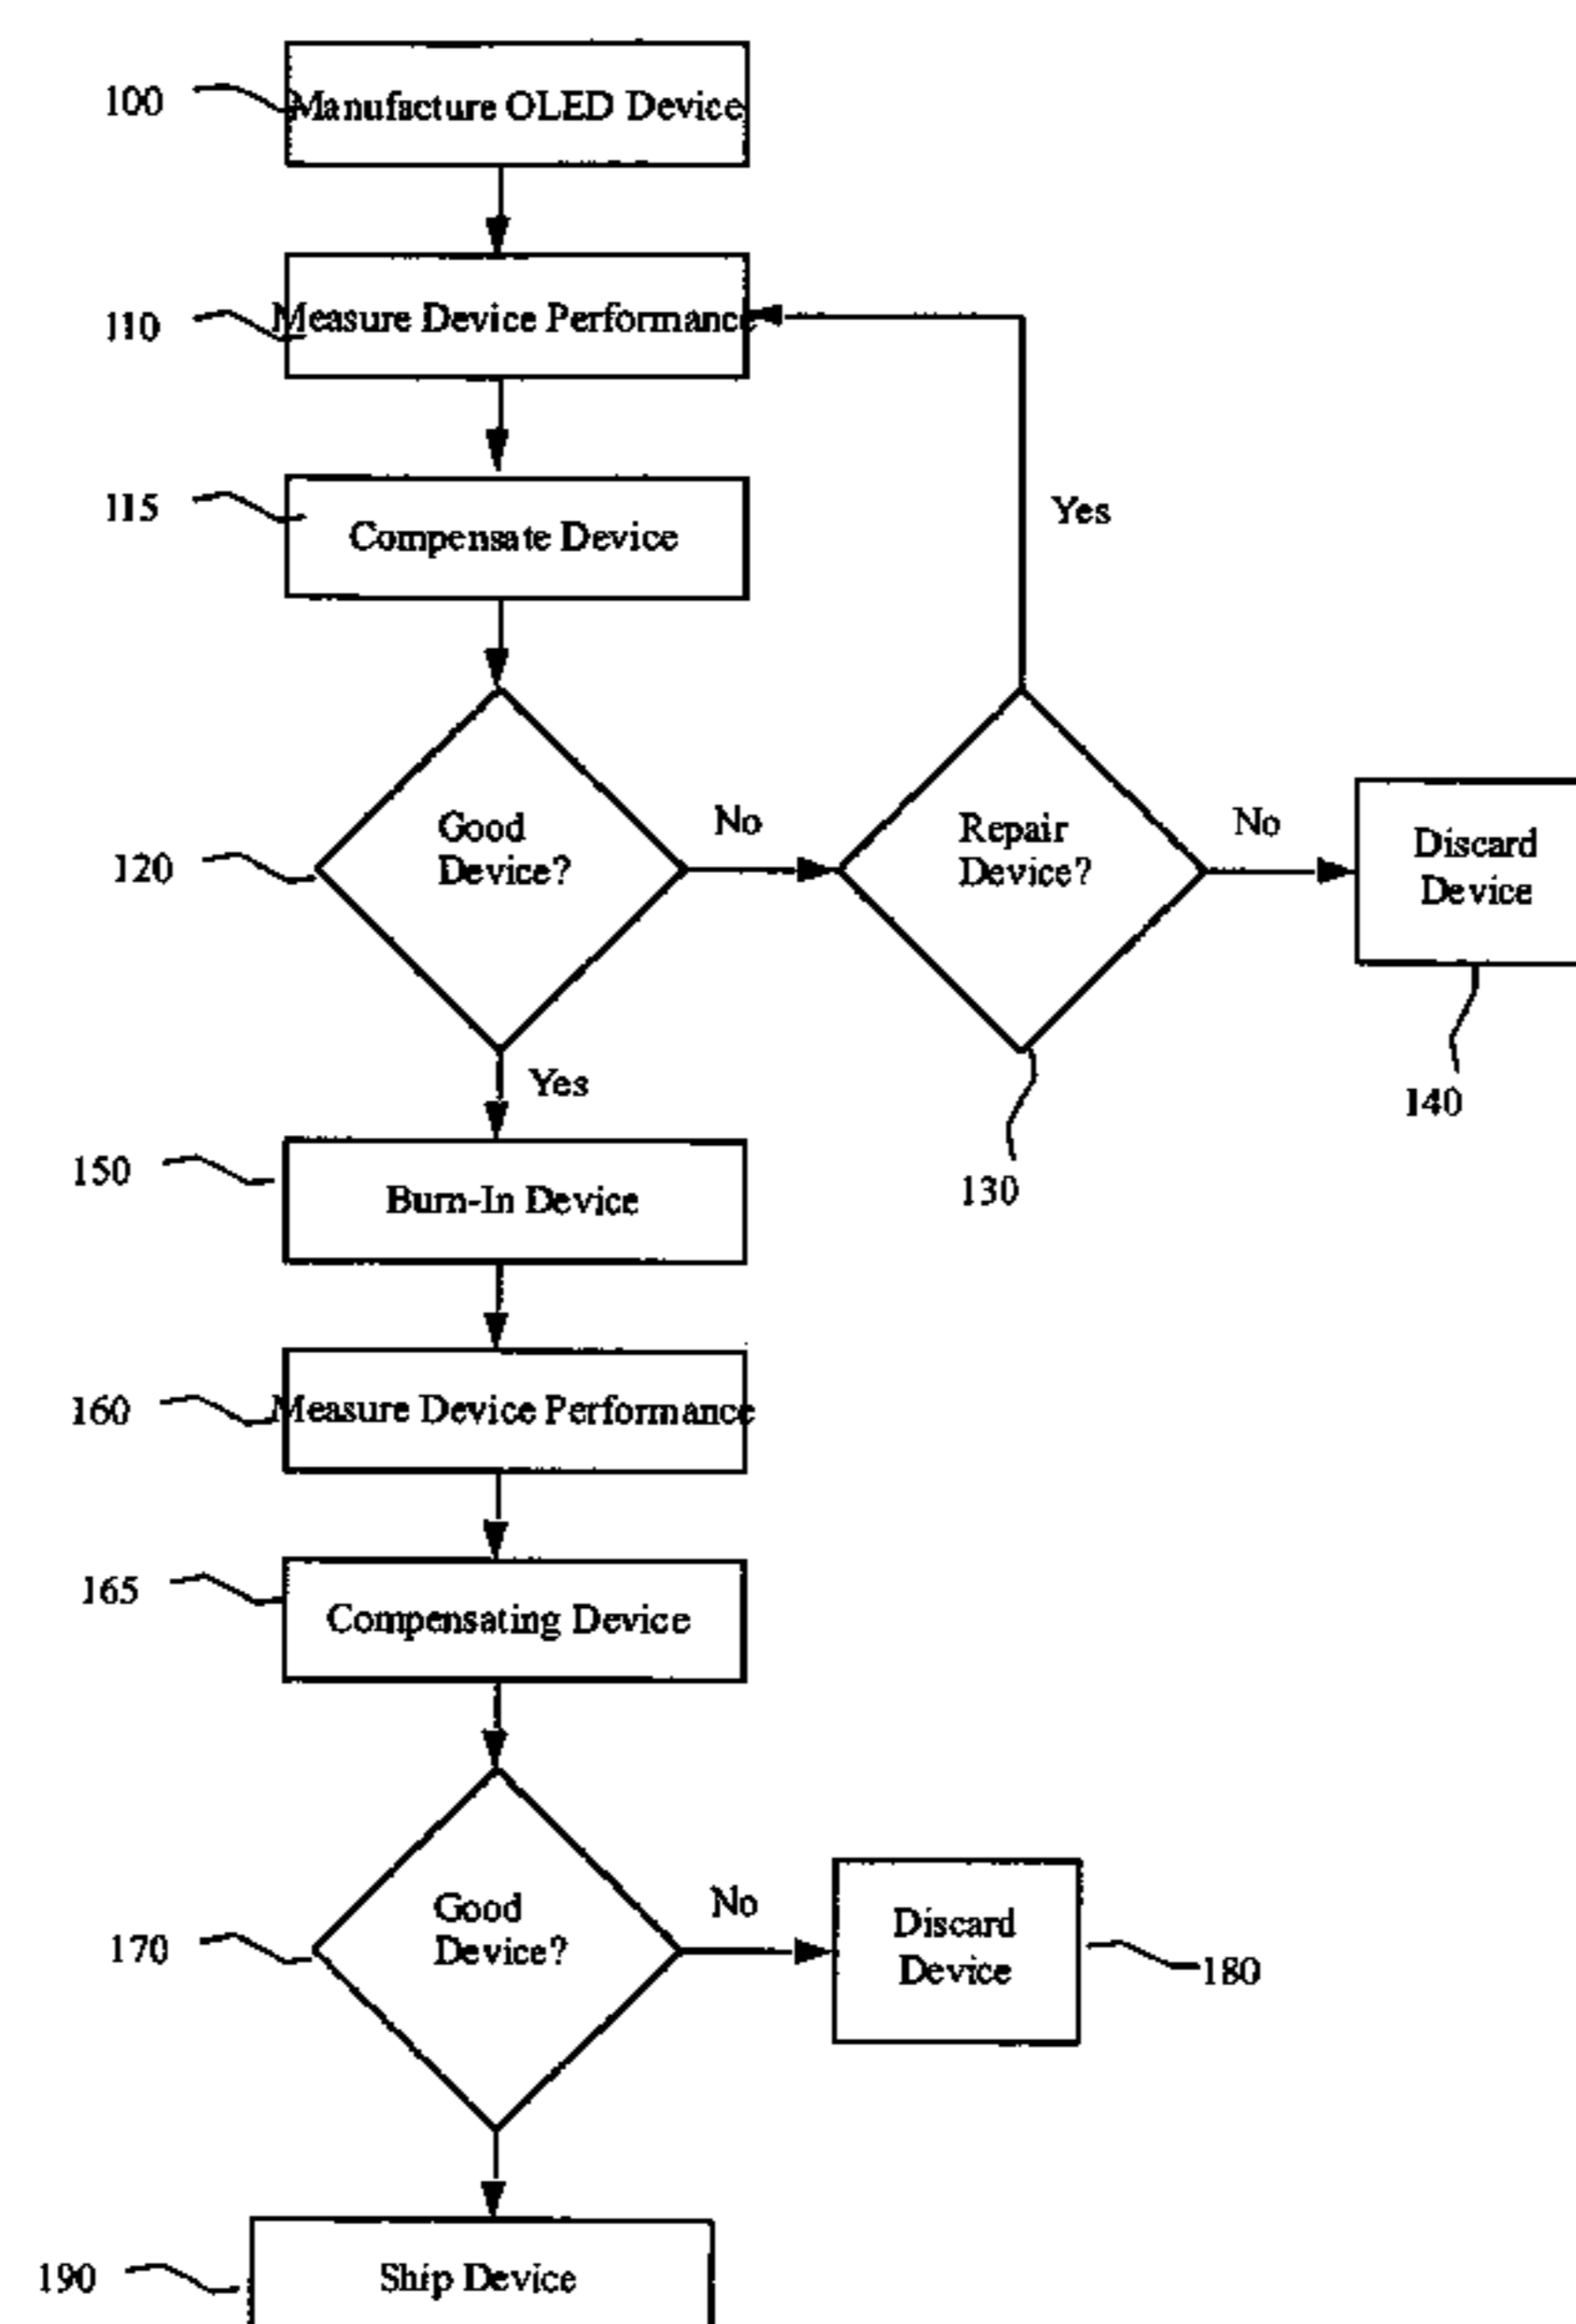 100
Manufacture OLED Device
110
Measure Device Performance
115
Compensate Device
Yes
120
Good
Device?
No
Repair
Device?
No
Discard
Device
140
130
Yes
150
Burn-In Device
160
Measure Device Performance
165
Compensating Device
170
Good
Device?
No
Discard
Device
180
190
Ship Device